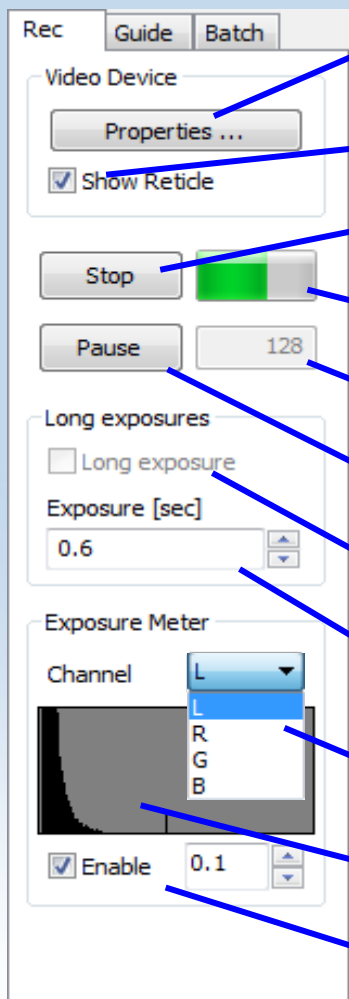 Rec Guide Batch
Video Device
Properties ...
Show Reticle
Stop
Pause 128
Long exposures
Long exposure
Exposure [sec]
0.6
Exposure Meter
Channel L
L
R
G
B
Enable 0.1